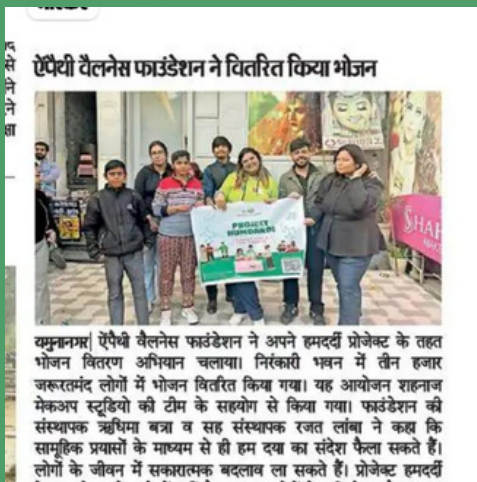 ऐंपैथी वैलनेस फाउंडेशन ने वितरित किया भोजन
PROJECT
HUMDARDI
SHAH
यमुनानगर| ऐंपैथी वैलनेस फाउंडेशन ने अपने हमदर्दी प्रोजेक्ट के तहत
भोजन वितरण अभियान चलाया। निरंकारी भवन में तीन हजार
जरूरतमंद लोगों में भोजन वितरित किया गया। यह आयोजन शहनाज
मेकअप स्टूडियो की टीम के सहयोग से किया गया। फाउंडेशन की
संस्थापक ऋधिमा बत्रा व सह संस्थापक रजत लांबा ने कहा कि
सामूहिक प्रयासों के माध्यम से ही हम दया का संदेश फैला सकते हैं।
लोगों के जीवन में सकारात्मक बदलाव ला सकते हैं। प्रोजेक्ट हमदर्दी